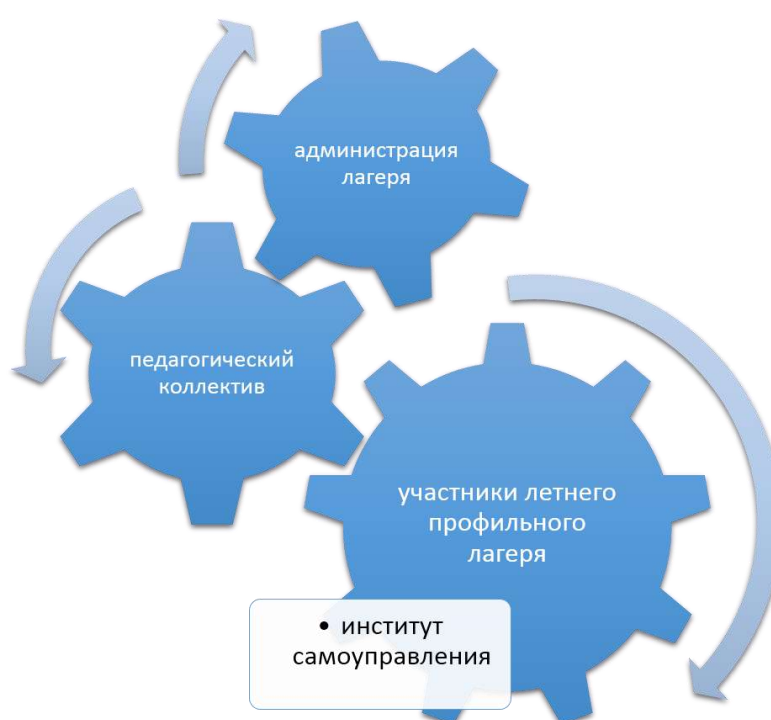 администрация
лагеря
педагогический
коллектив
участники летнего
профильного
лагеря
• институт
самоуправления